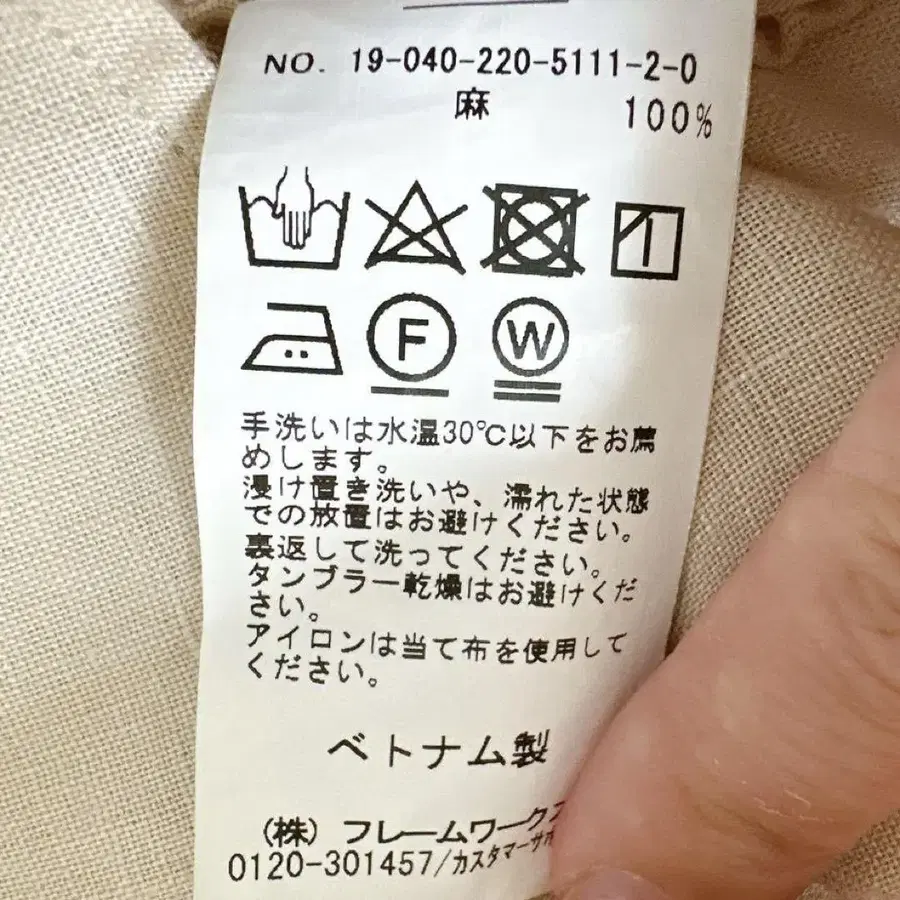 NO. 19-040-220-5111-2-0
麻 100%
F W
手洗いは水温30℃以下をお薦
めします。
浸け置き洗いや、濡れた状態
での放置はお避けください。
裏返して洗ってください。
タンブラー乾燥はお避けくだ
さい。
アイロンは当て布を使用して
ください。
ベトナム製
(株) フレームワークス
0120-301457/カスタマーサポ